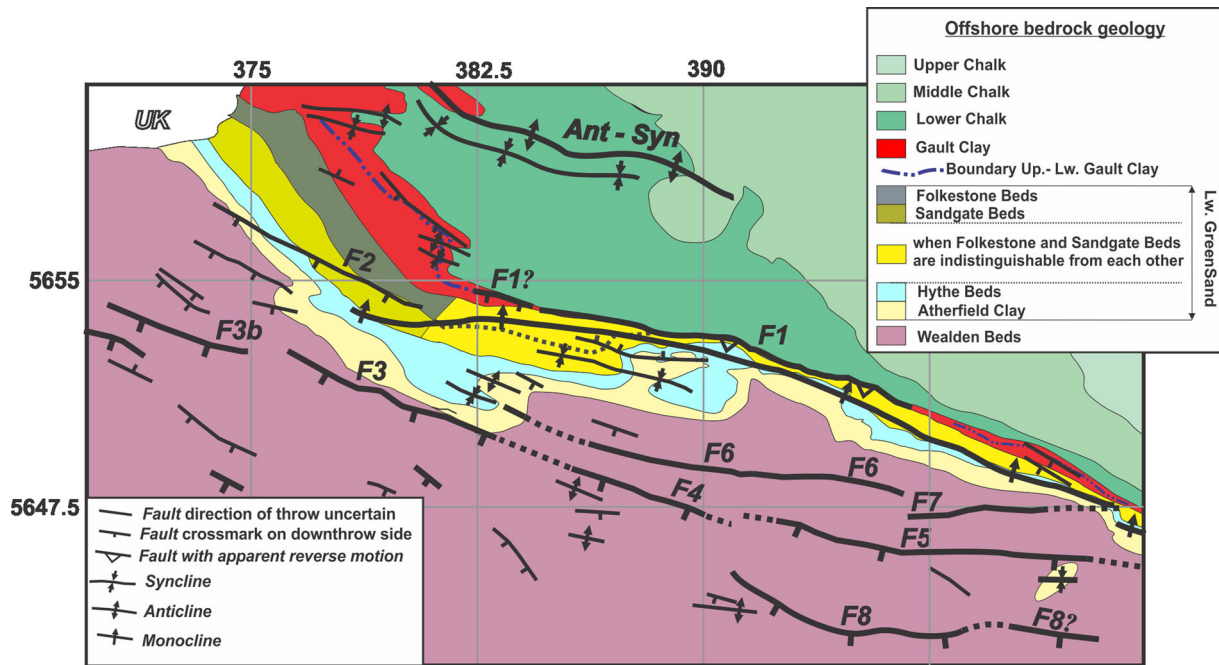 375
382.5
390
UK
Ant - Syn
5655
5647.5
F2
F1?
F1
F3b
F3
F6
F6
F4
F7
F5
F8
F8?
Offshore bedrock geology
Upper Chalk
Middle Chalk
Lower Chalk
Gault Clay
Boundary Up.- Lw. Gault Clay
Folkestone Beds
Sandgate Beds
when Folkestone and Sandgate Beds
are indistinguishable from each other
Hythe Beds
Atherfield Clay
Wealden Beds
Lw. GreenSand
Fault direction of throw uncertain
Fault crossmark on downthrow side
Fault with apparent reverse motion
Syncline
Anticline
Monocline